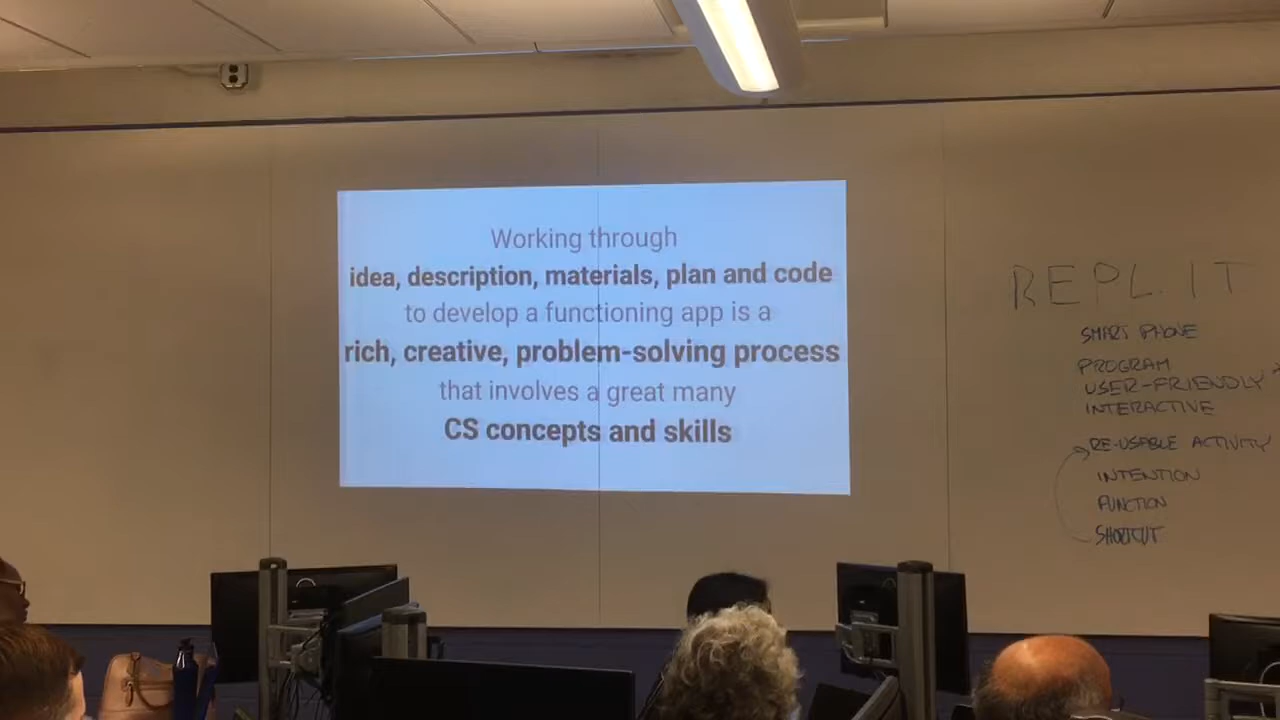 Working through
idea, description, materials, plan and code
to develop a functioning app is a
rich, creative, problem-solving process
that involves a great many
CS concepts and skills
REPL.IT
SMART PHONE
PROGRAM
USER-FRIENDLY
INTERACTIVE
RE-USABLE ACTIVITY
INTENTION
FUNCTION
SHORTCUT